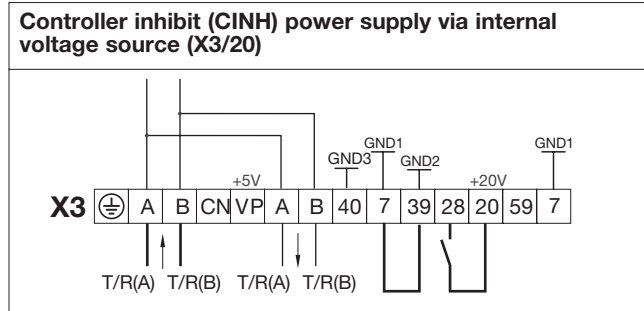 Controller inhibit (CINH) power supply via internal
voltage source (X3/20)
GND1
GND1
GND3
GND2
+5V
+20V
X3 A B CN VP A B 40 7 39 28 20 59 7
T/R(A) T/R(B) T/R(A) T/R(B)